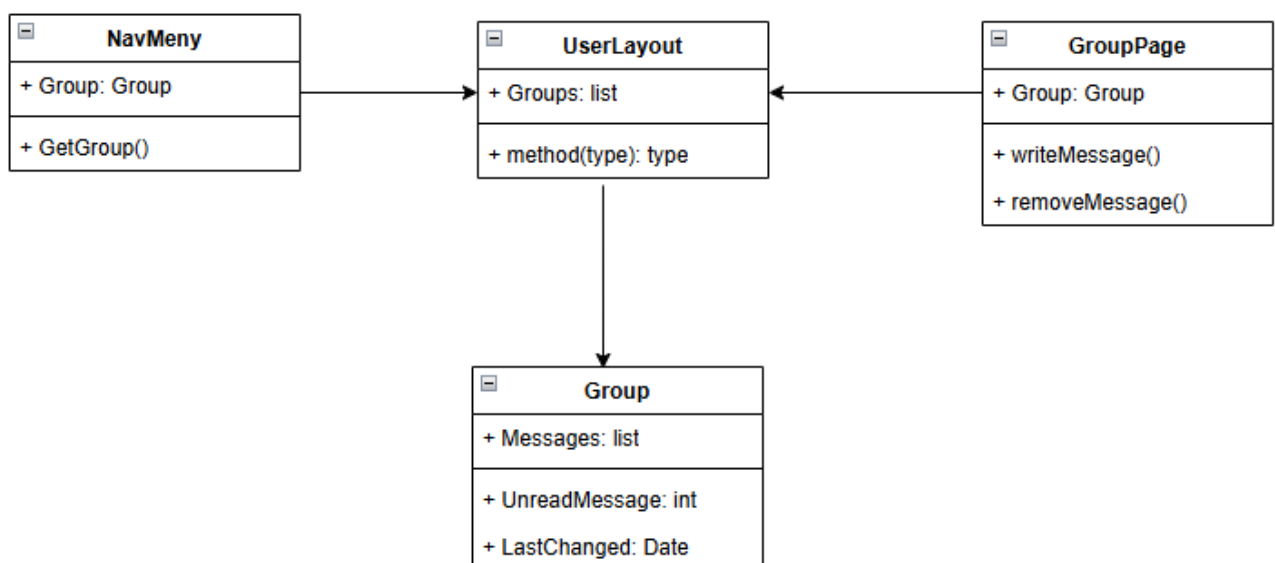 NavMeny
+ Group: Group
+ GetGroup()
UserLayout
+ Groups: list
+ method(type): type
GroupPage
+ Group: Group
+ writeMessage()
+ removeMessage()
Group
+ Messages: list
+ UnreadMessage: int
+ LastChanged: Date